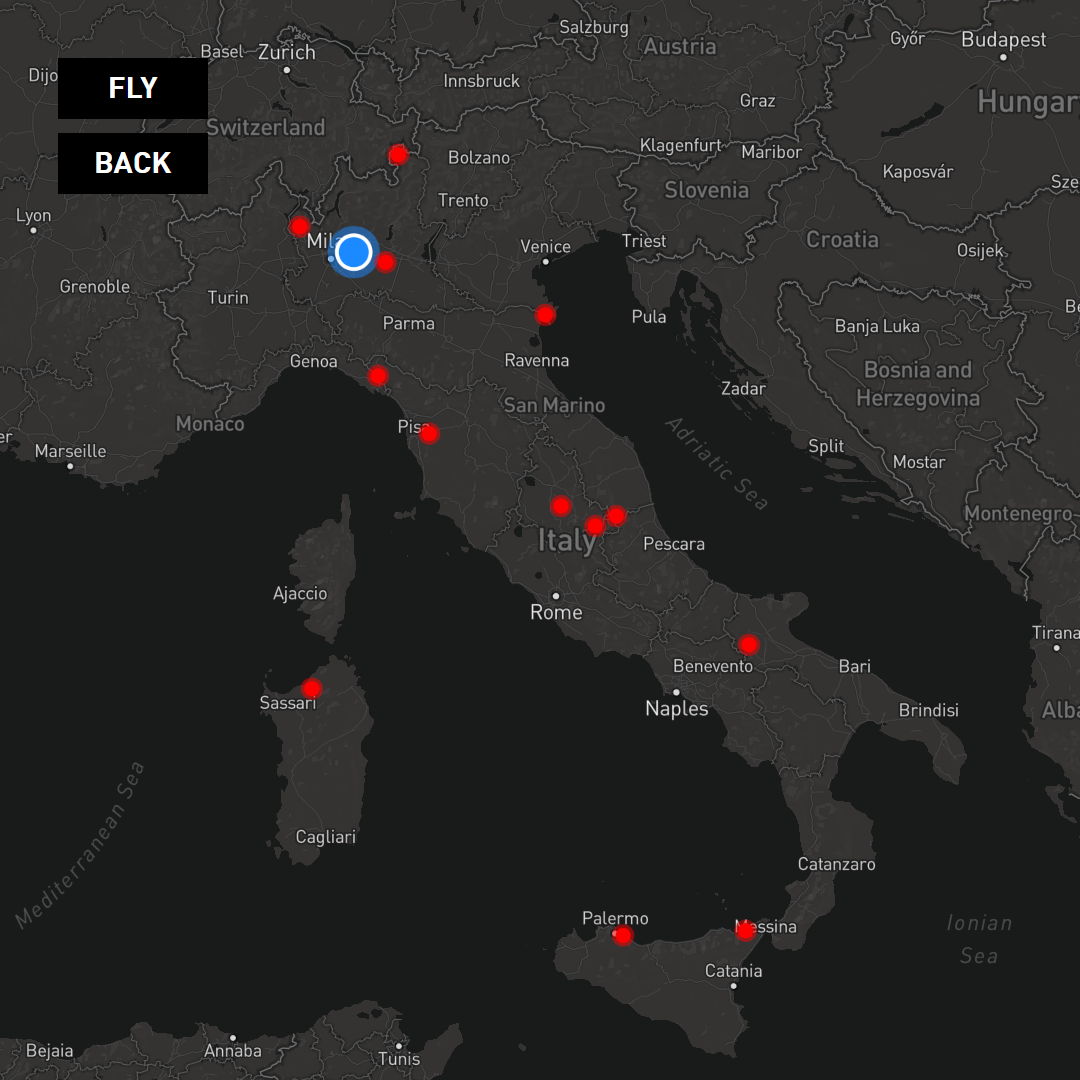 Salzburg
Győr
Budapest
Austria
Basel
Zurich
Dijo
Innsbruck
FLY
Graz
Hungar
Switzerland
Klagenfurt
Maribor
BACK
Bolzano
Kaposvár
Slovenia
Sze
Trento
Lyon
Mil
Venice
Triest
Croatia
Osijek
Grenoble
Turin
Be
Parma
Pula
Banja Luka
Genoa
Ravenna
Bosnia and
Herzegovina
Zadar
San Marino
Monaco
Pisa
er
Marseille
Adriatic Sea
Split
Mostar
Montenegro
Italy
Pescara
Ajaccio
Rome
Tirana
Benevento
Bari
Sassari
Naples
Brindisi
Alba
Mediterranean Sea
Cagliari
Catanzaro
Palermo
Messina
Ionian
Sea
Catania
Bejaia
Annaba
Tunis